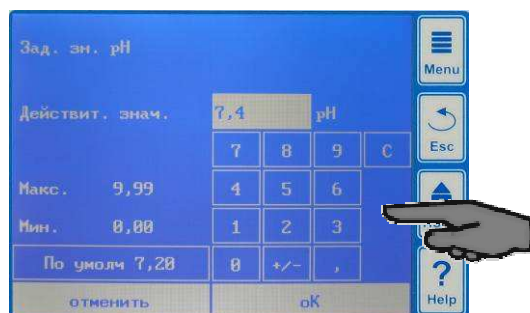 Зад. зн. pH
Menu
Действит. знач. 7,4 pH
Esc
7 8 9 C
Макс. 9,99 4 5 6
Мин. 0,00 1 2 3
По умолч 7,20 0 +/- ,
? Help
отменить oK